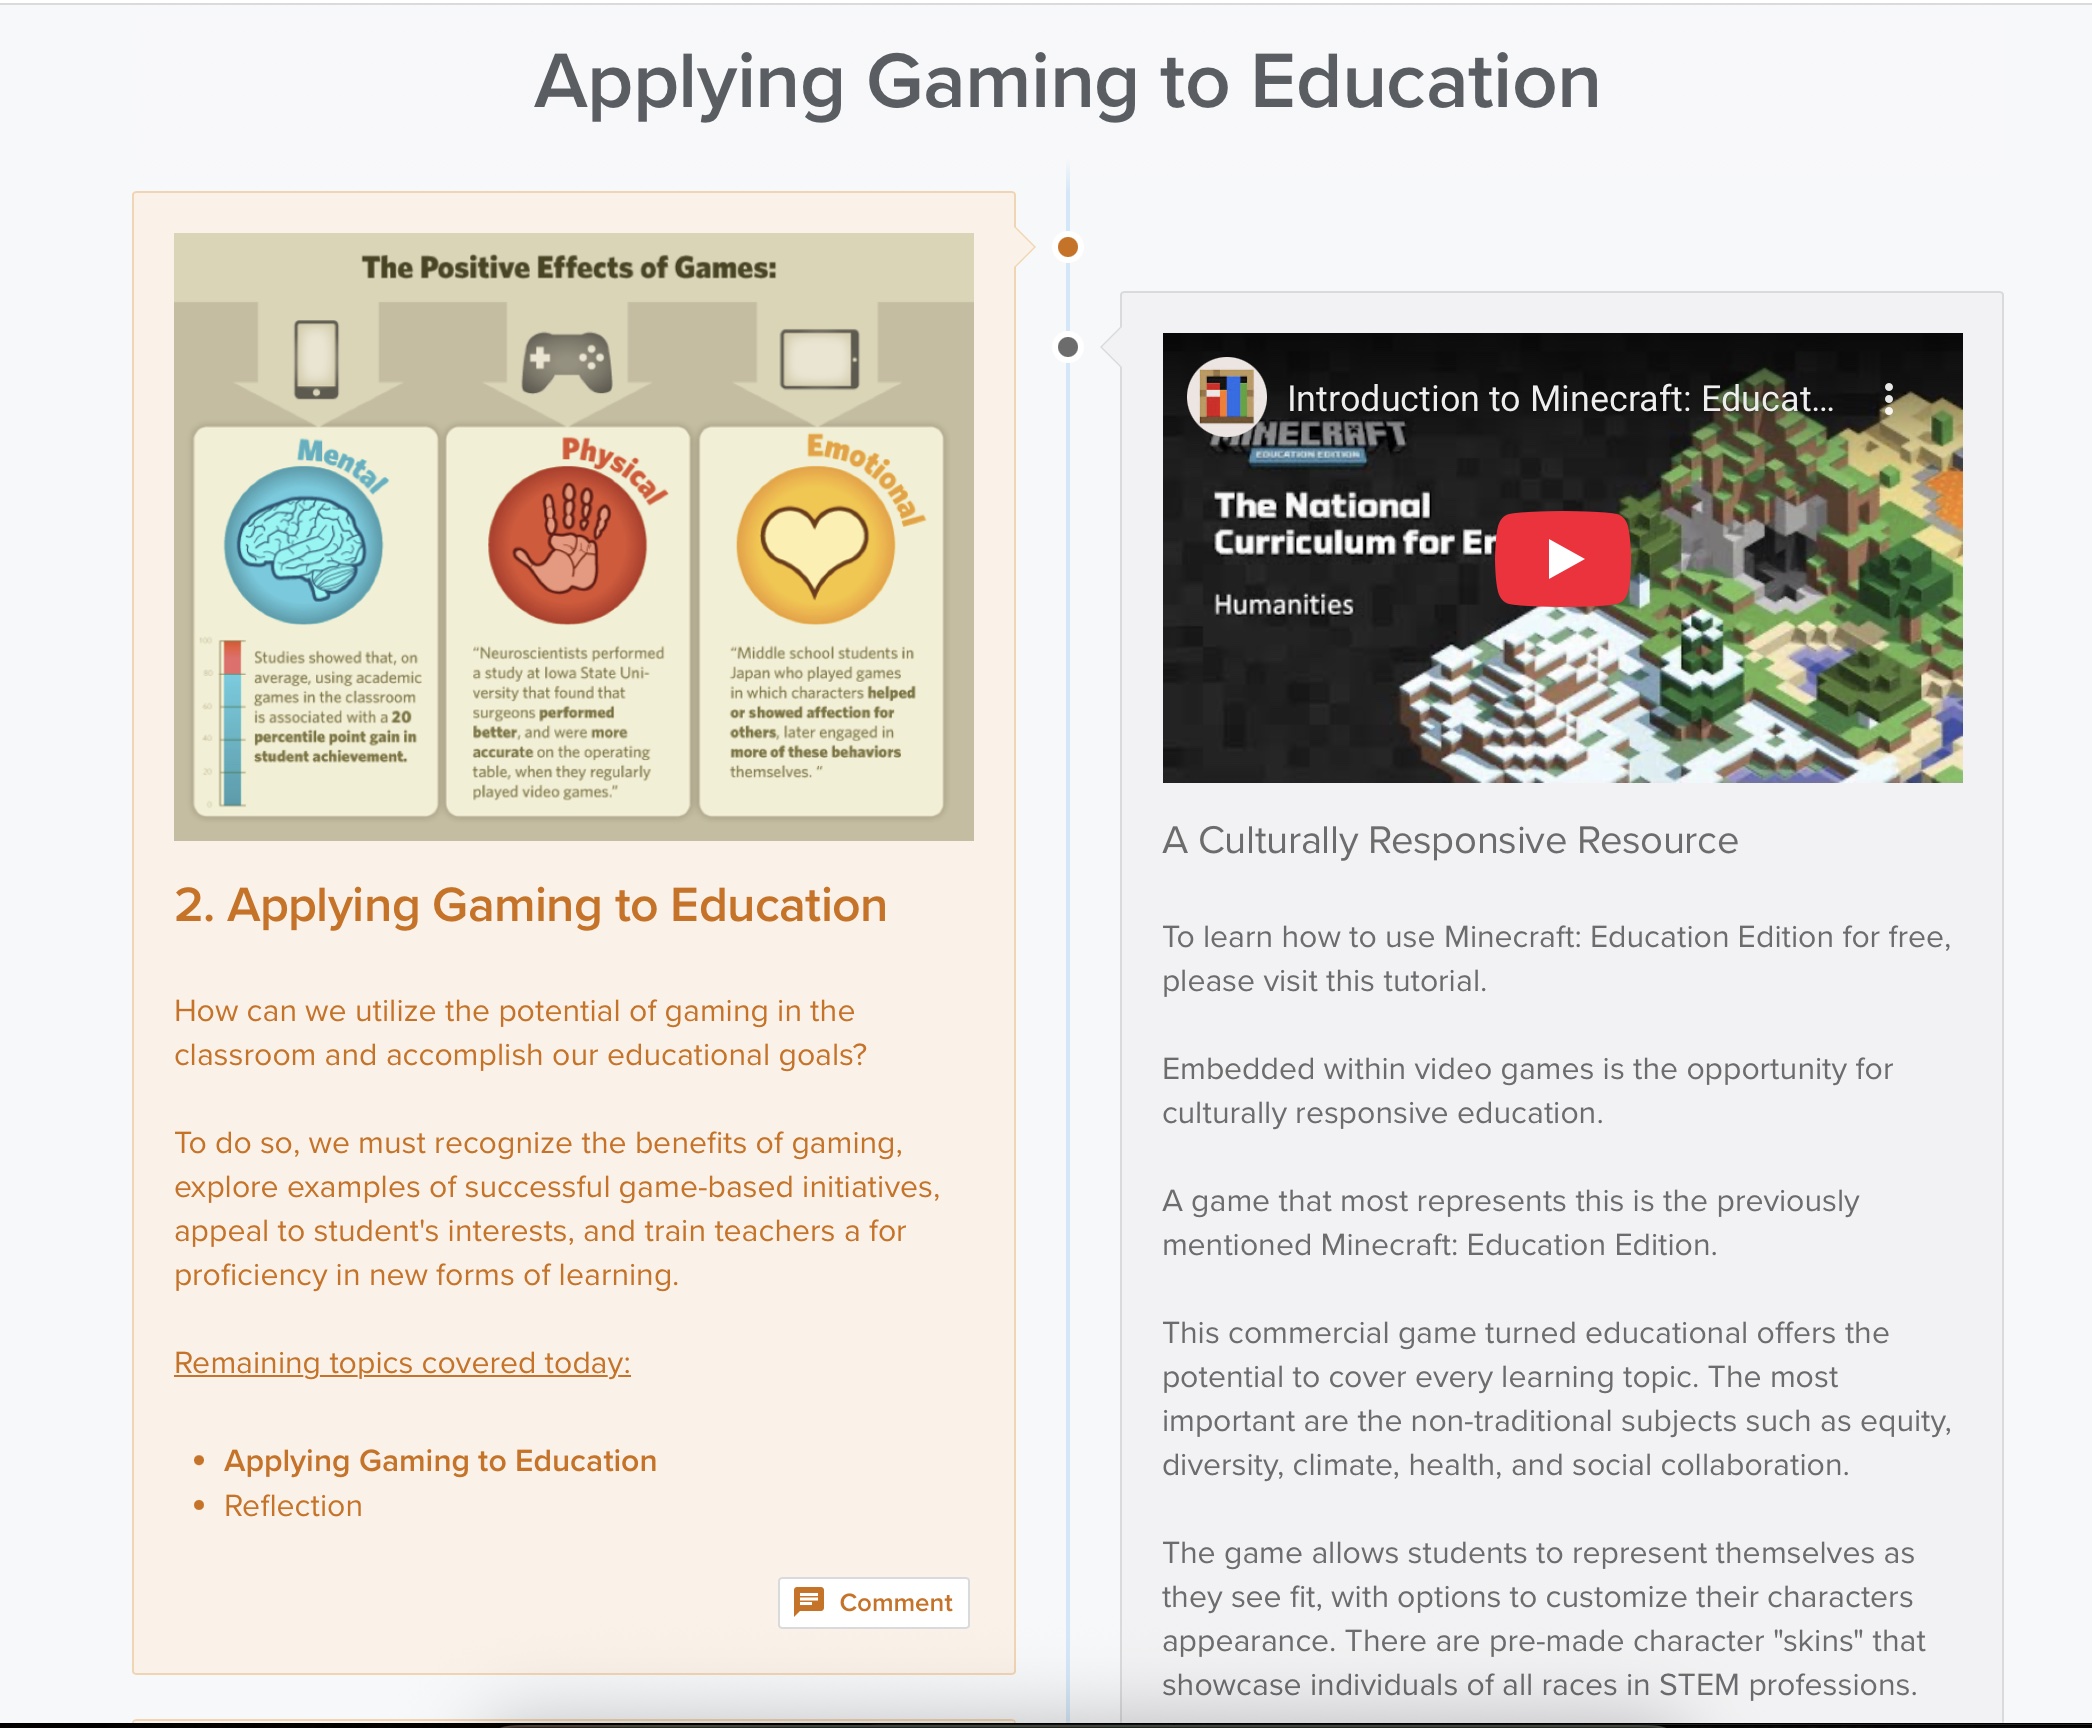 Applying Gaming to Education
The Positive Effects of Games:
Mental
100
80
60
40
20
0
Studies showed that, on
average, using academic
games in the classroom
is associated with a 20
percentile point gain in
student achievement.
Physical
“Neuroscientists performed
a study at Iowa State Uni-
versity that found that
surgeons performed
better, and were more
accurate on the operating
table, when they regularly
played video games.”
Emotional
“Middle school students in
Japan who played games
in which characters helped
or showed affection for
others, later engaged in
more of these behaviors
themselves. ”
2. Applying Gaming to Education
How can we utilize the potential of gaming in the
classroom and accomplish our educational goals?
To do so, we must recognize the benefits of gaming,
explore examples of successful game-based initiatives,
appeal to student's interests, and train teachers a for
proficiency in new forms of learning.
Remaining topics covered today:
• Applying Gaming to Education
• Reflection
Comment
Introduction to Minecraft: Educat...
MINECRAFT
EDUCATION EDITION
The National
Curriculum for En
Humanities
A Culturally Responsive Resource
To learn how to use Minecraft: Education Edition for free,
please visit this tutorial.
Embedded within video games is the opportunity for
culturally responsive education.
A game that most represents this is the previously
mentioned Minecraft: Education Edition.
This commercial game turned educational offers the
potential to cover every learning topic. The most
important are the non-traditional subjects such as equity,
diversity, climate, health, and social collaboration.
The game allows students to represent themselves as
they see fit, with options to customize their characters
appearance. There are pre-made character "skins" that
showcase individuals of all races in STEM professions.